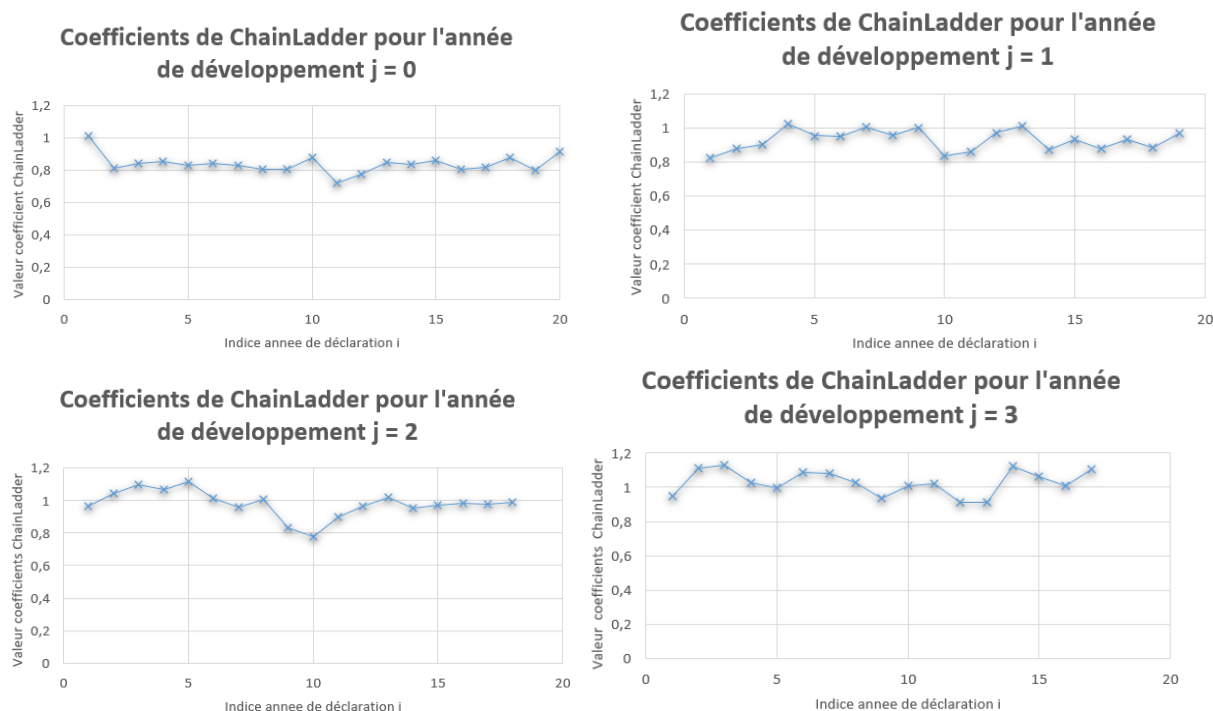 Coefficients de ChainLadder pour l'année
de développement j = 0
Valeur coefficient ChainLadder
1,2
1
0,8
0,6
0,4
0,2
0
0 5 10 15 20
Indice annee de déclaration i
Coefficients de ChainLadder pour l'année
de développement j = 1
Valeur coefficient ChainLadder
1,2
1
0,8
0,6
0,4
0,2
0
0 5 10 15 20
Indice annee de déclaration i
Coefficients de ChainLadder pour l'année
de développement j = 2
Valeur coefficients ChainLadder
1,2
1
0,8
0,6
0,4
0,2
0
0 5 10 15 20
Indice annee de déclaration i
Coefficients de ChainLadder pour l'année
de développement j = 3
Valeur coefficients ChainLadder
1,2
1
0,8
0,6
0,4
0,2
0
0 5 10 15 20
Indice annee de déclaration i